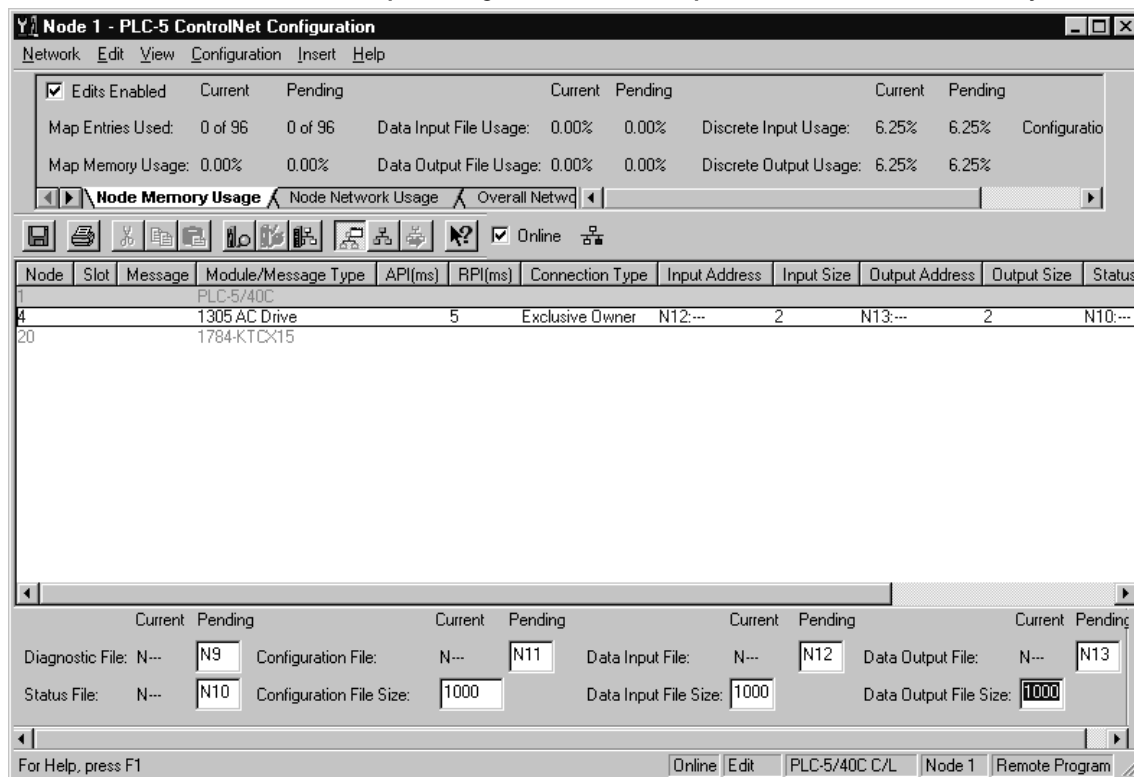 Node 1 - PLC-5 ControlNet Configuration
Network Edit View Configuration Insert Help
Edits Enabled Current Pending Current Pending Current Pending
Map Entries Used: 0 of 96 0 of 96 Data Input File Usage: 0.00% 0.00% Discrete Input Usage: 6.25% 6.25% Configuratio
Map Memory Usage: 0.00% 0.00% Data Output File Usage: 0.00% 0.00% Discrete Output Usage: 6.25% 6.25%
Node Memory Usage Node Network Usage Overall Netwo
Online
Node Slot Message Module/Message Type API(ms) RPI(ms) Connection Type Input Address Input Size Output Address Output Size Status
1 PLC-5/40C
4 1305 AC Drive 5 Exclusive Owner N12:--- 2 N13:--- 2 N10:---
20 1784-KTCX15
Current Pending Current Pending Current Pending Current Pending
Diagnostic File: N--- N9 Configuration File: N--- N11 Data Input File: N--- N12 Data Output File: N--- N13
Status File: N--- N10 Configuration File Size: 1000 Data Input File Size: 1000 Data Output File Size: 1000
For Help, press F1 Online Edit PLC-5/40C C/L Node 1 Remote Program